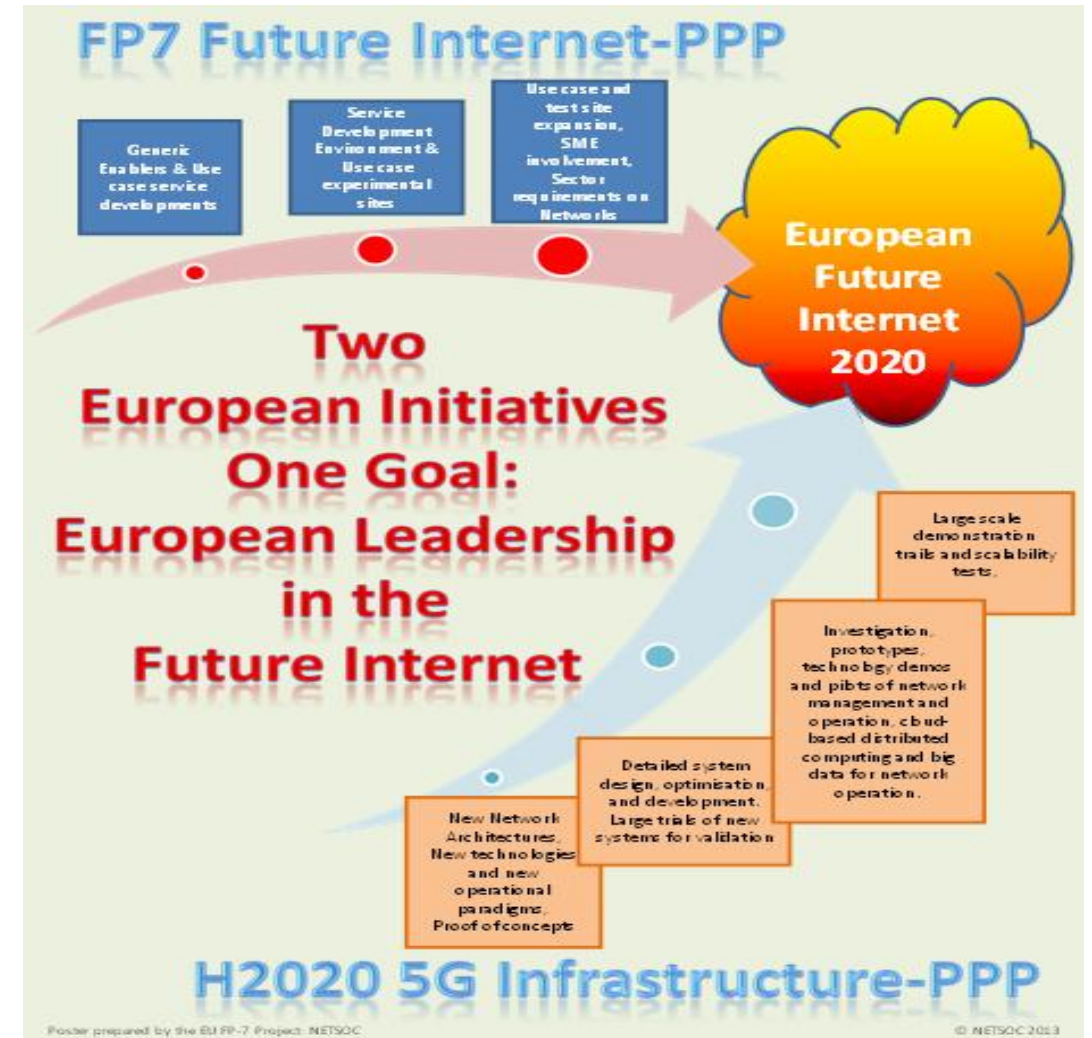 FP7 Future Internet-PPP
Generic
Enablers & Use
case service
developments
Service
Development
Environment &
Use case
experimental
sites
Use case and
test site
expansion,
SME
involvement,
Sector
requirements on
Networks
European
Future
Internet
2020
Two
European Initiatives
One Goal:
European Leadership
in the
Future Internet
Large scale
demonstration
trails and scalability
tests.
Investigation,
prototypes,
technology demos
and pilots of network
management and
operation, cloud-
based distributed
computing and big
data for network
operation.
Detailed system
design, optimisation,
and development.
Large trials of new
systems for validation
New Network
Architectures,
New technologies
and new
operational
paradigms,
Proof of concepts
H2020 5G Infrastructure-PPP
Poster prepared by the EU FP-7 Project: NETSOC
© NETSOC 2013